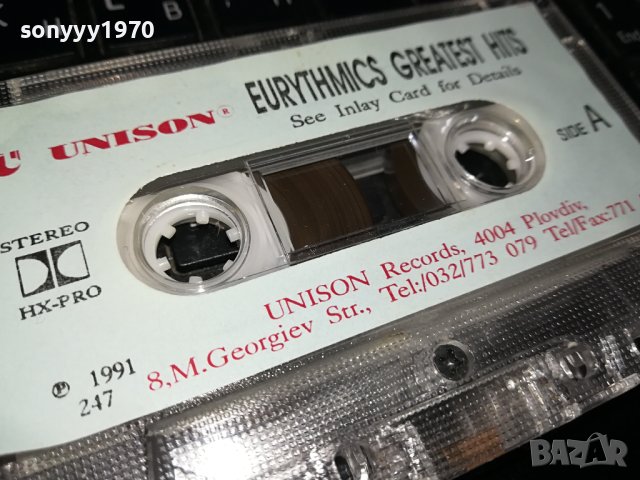 sonyyy1970
UNISON®
EURYTHMICS GREATEST HITS
See Inlay Card for Details
SIDE A
STEREO
HX-PRO
UNISON Records, 4004 Plovdiv,
8,M.Georgiev Str., Tel:/032/773 079 Tel/Fax:771
℗ 1991
247
BAZAR